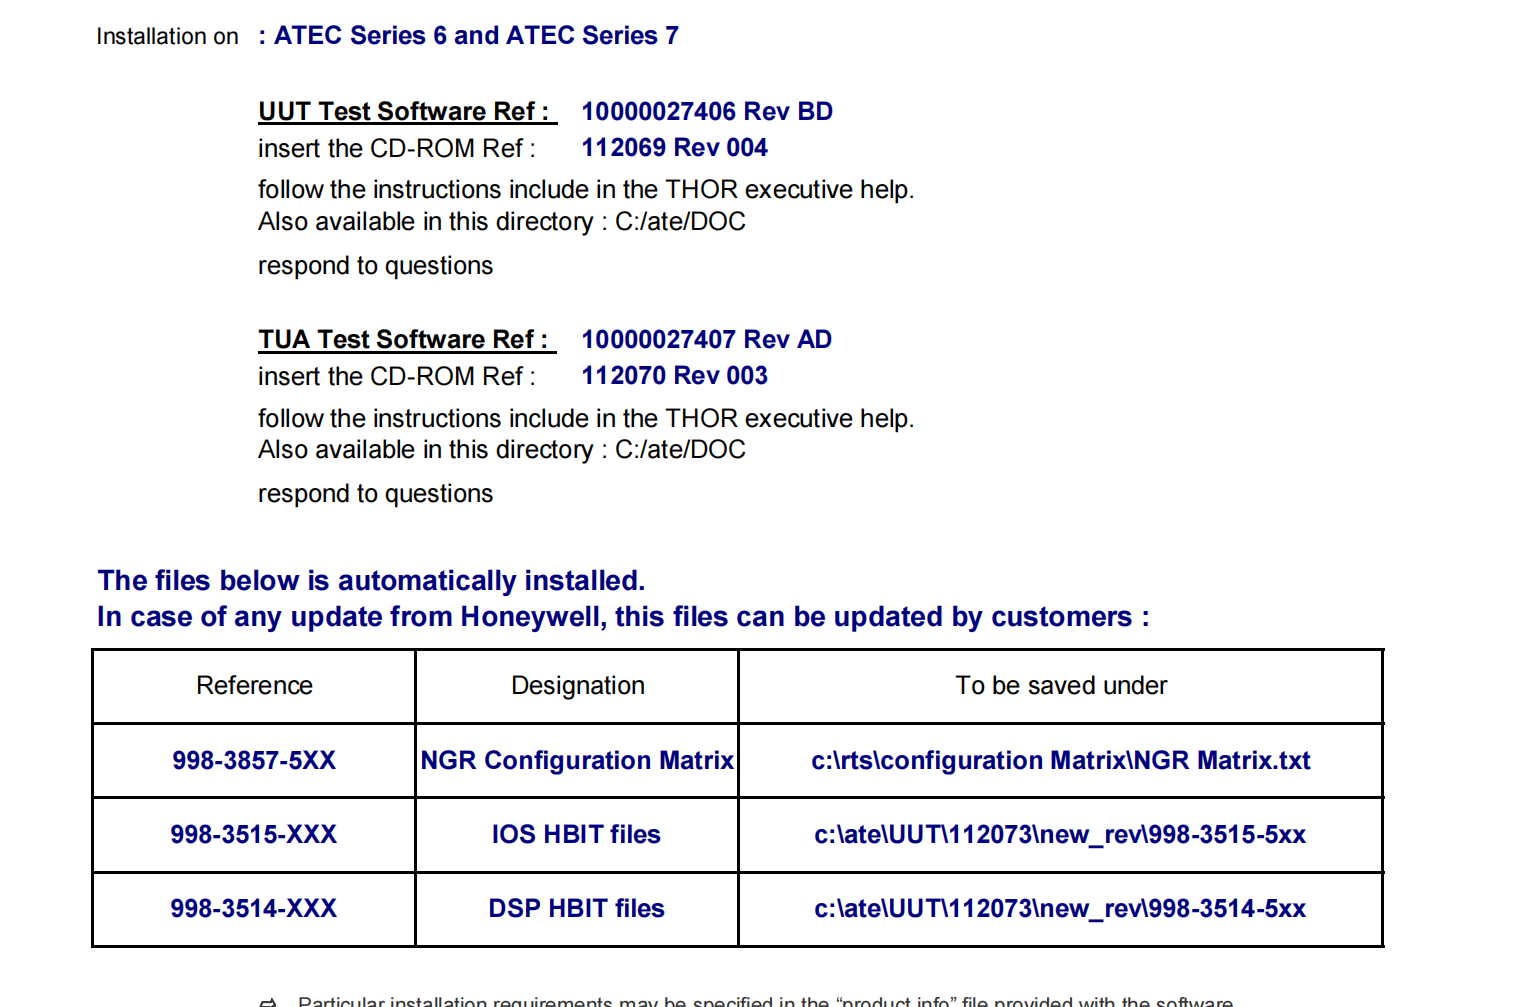 Installation on : ATEC Series 6 and ATEC Series 7
UUT Test Software Ref : 10000027406 Rev BD
insert the CD-ROM Ref : 112069 Rev 004
follow the instructions include in the THOR executive help.
Also available in this directory : C:/ate/DOC
respond to questions
TUA Test Software Ref : 10000027407 Rev AD
insert the CD-ROM Ref : 112070 Rev 003
follow the instructions include in the THOR executive help.
Also available in this directory : C:/ate/DOC
respond to questions
The files below is automatically installed.
In case of any update from Honeywell, this files can be updated by customers :
Reference Designation To be saved under
998-3857-5XX NGR Configuration Matrix c:\rts\configuration Matrix\NGR Matrix.txt
998-3515-XXX IOS HBIT files c:\ate\UUT\112073\new_rev\998-3515-5xx
998-3514-XXX DSP HBIT files c:\ate\UUT\112073\new_rev\998-3514-5xx
Particular installation requirements may be specified in the “product info” file provided with the software